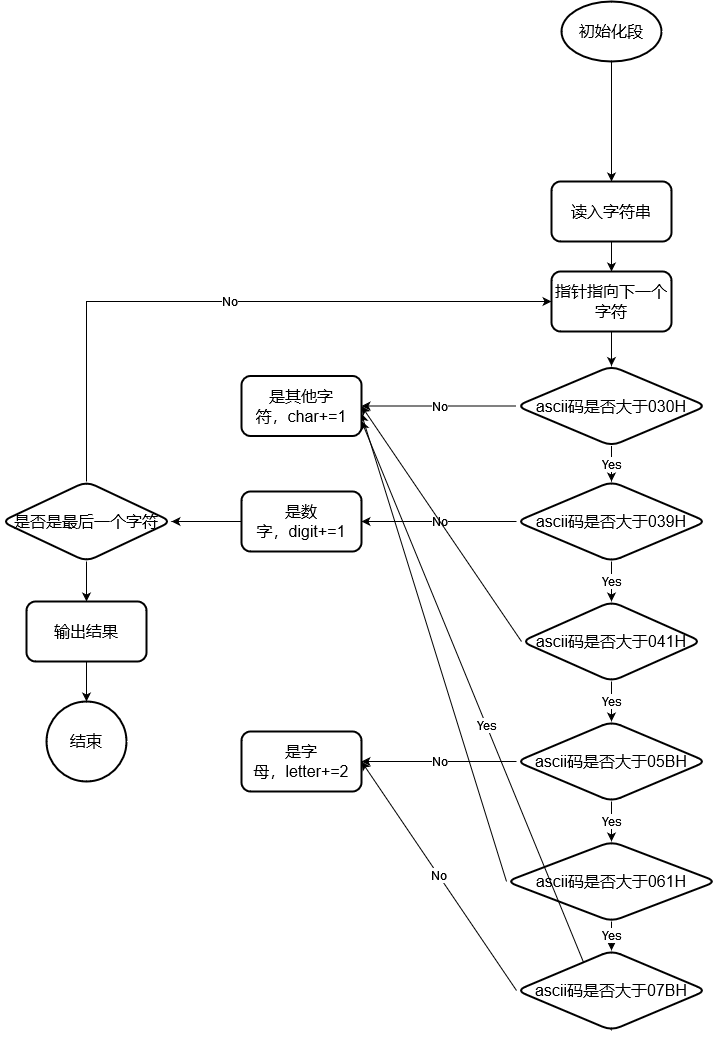 初始化段
读入字符串
指针指向下一个
字符
No
是其他字
符，char+=1
No
ascii码是否大于030H
Yes
是否是最后一个字符
是数
字，digit+=1
No
ascii码是否大于039H
Yes
输出结果
ascii码是否大于041H
Yes
Yes
结束
是字
母，letter+=2
No
ascii码是否大于05BH
Yes
No
ascii码是否大于061H
Yes
ascii码是否大于07BH